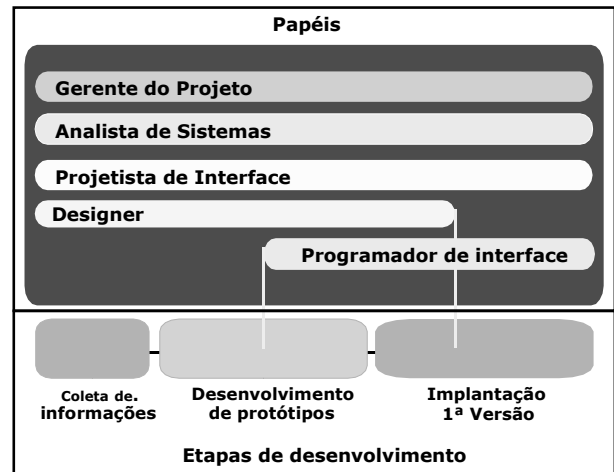 Papéis
Gerente do Projeto
Analista de Sistemas
Projetista de Interface
Designer
Programador de interface
Coleta de.
informações
Desenvolvimento
de protótipos
Implantação
1ª Versão
Etapas de desenvolvimento